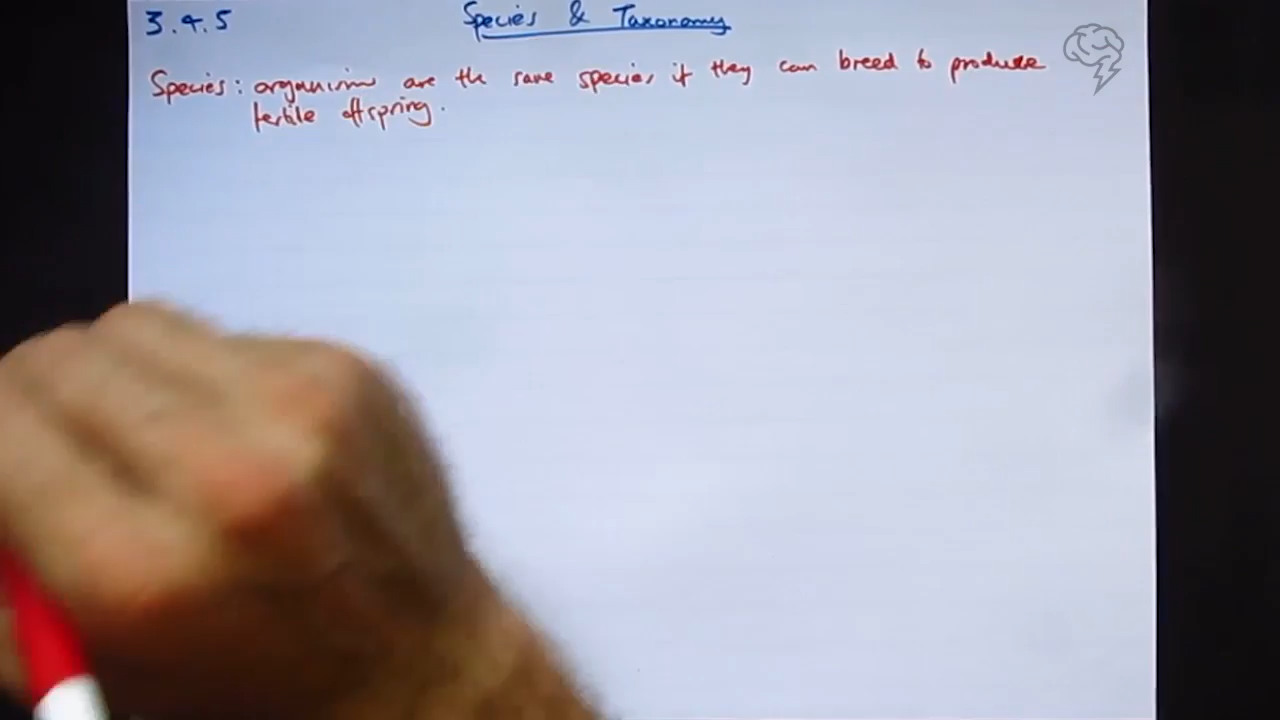 3.4.5 Species & Taxonomy
Species: organisms are the same species if they can breed to produce
fertile offspring.